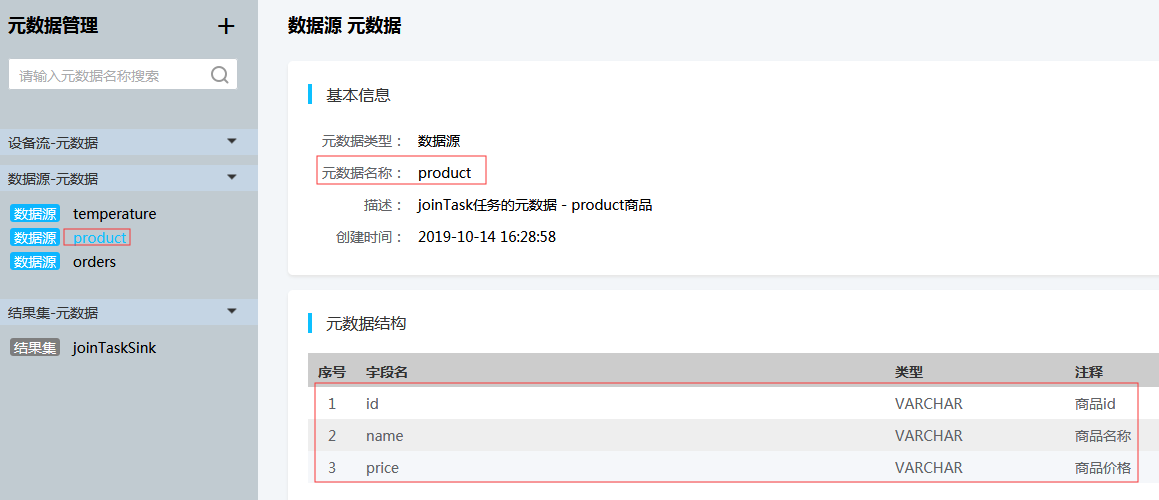 元数据管理
+
请输入元数据名称搜索
设备流-元数据
数据源-元数据
数据源 temperature
数据源 product
数据源 orders
结果集-元数据
结果集 joinTaskSink
数据源 元数据
基本信息
元数据类型： 数据源
元数据名称： product
描述： joinTask任务的元数据 - product商品
创建时间： 2019-10-14 16:28:58
元数据结构
序号 字段名 类型 注释
1 id VARCHAR 商品id
2 name VARCHAR 商品名称
3 price VARCHAR 商品价格